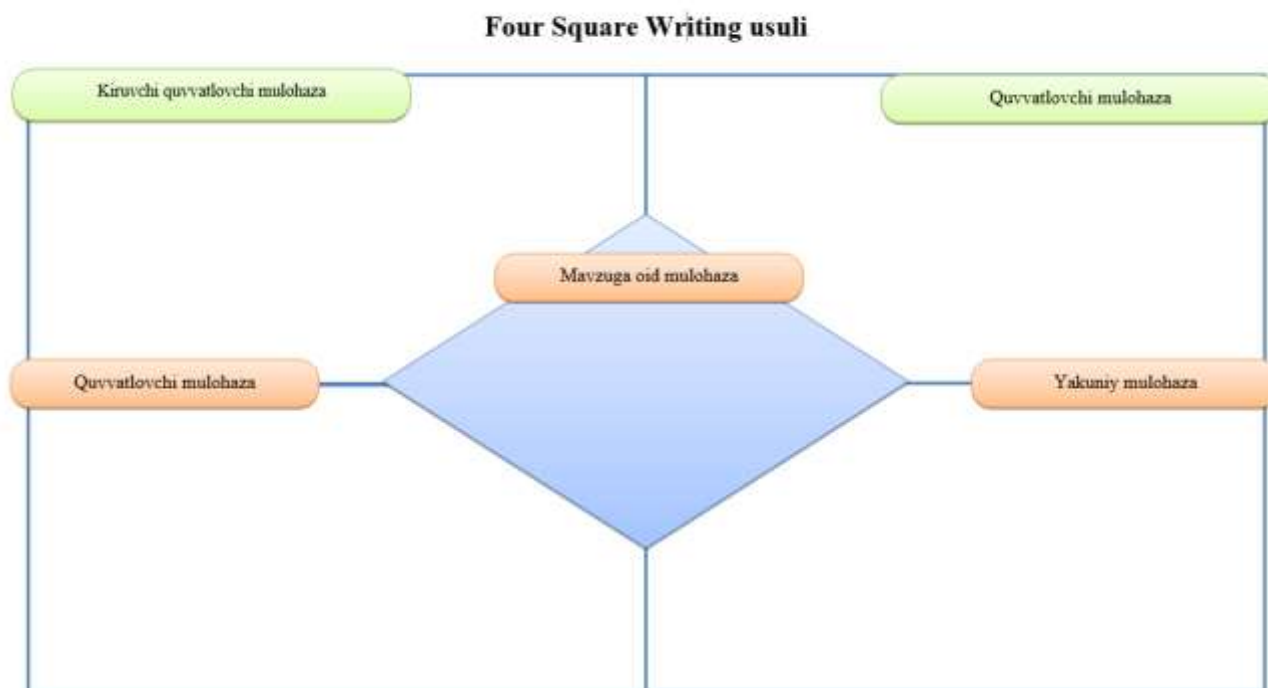 Four Square Writing usuli
Kiruvchi quvvatlovchi mulohaza
Quvvatlovchi mulohaza
Mavzuga oid mulohaza
Quvvatlovchi mulohaza
Yakuniy mulohaza